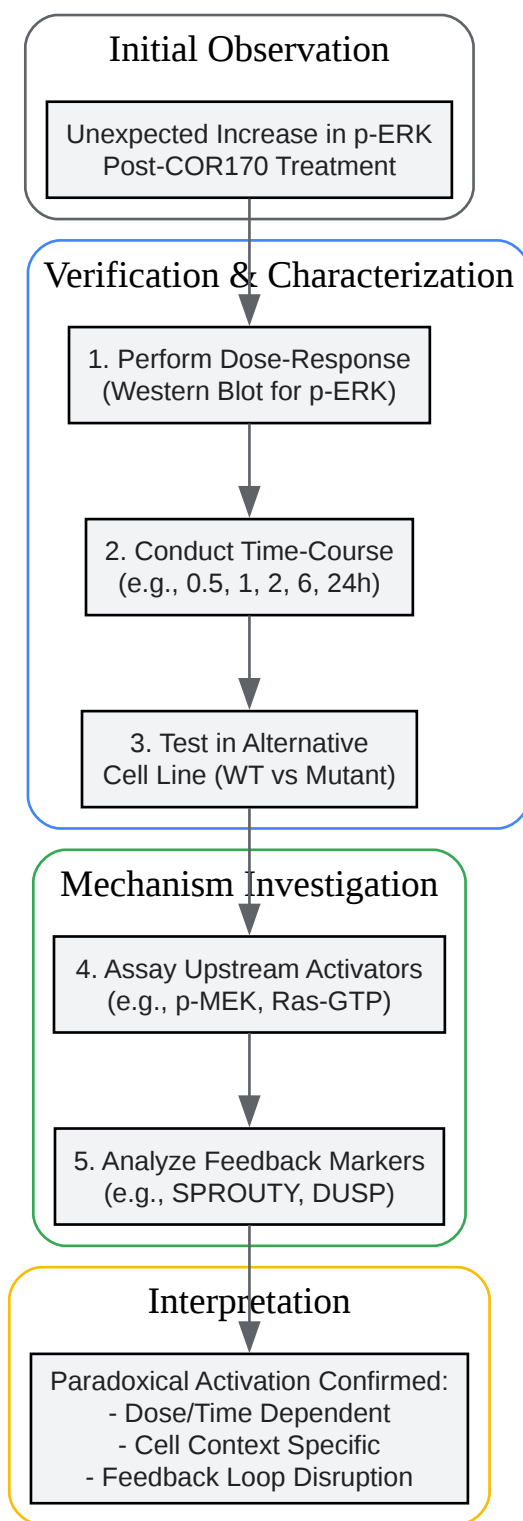 Initial Observation
Unexpected Increase in p-ERK
Post-COR170 Treatment
Verification & Characterization
1. Perform Dose-Response
(Western Blot for p-ERK)
2. Conduct Time-Course
(e.g., 0.5, 1, 2, 6, 24h)
3. Test in Alternative
Cell Line (WT vs Mutant)
Mechanism Investigation
4. Assay Upstream Activators
(e.g., p-MEK, Ras-GTP)
5. Analyze Feedback Markers
(e.g., SPROUTY, DUSP)
Interpretation
Paradoxical Activation Confirmed:
- Dose/Time Dependent
- Cell Context Specific
- Feedback Loop Disruption